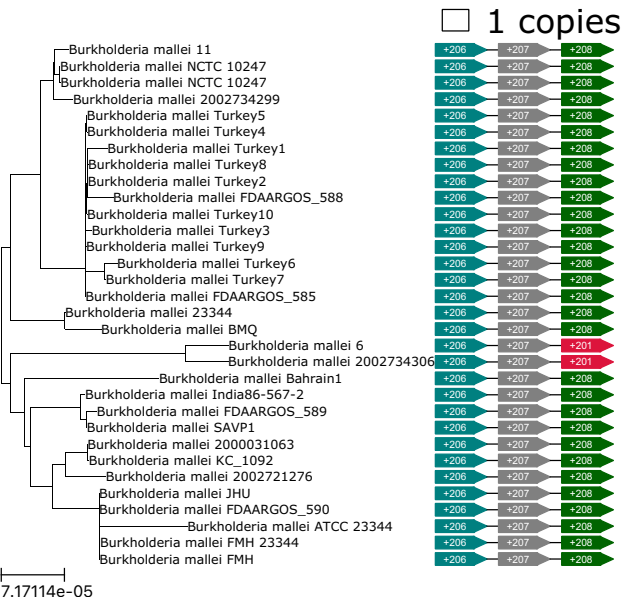 1 copies
Burkholderia mallei 11 +206 +207 +208
Burkholderia mallei NCTC 10247 +206 +207 +208
Burkholderia mallei NCTC 10247 +206 +207 +208
Burkholderia mallei 2002734299 +206 +207 +208
Burkholderia mallei Turkey5 +206 +207 +208
Burkholderia mallei Turkey4 +206 +207 +208
Burkholderia mallei Turkey1 +206 +207 +208
Burkholderia mallei Turkey8 +206 +207 +208
Burkholderia mallei Turkey2 +206 +207 +208
Burkholderia mallei FDAARGOS_588 +206 +207 +208
Burkholderia mallei Turkey10 +206 +207 +208
Burkholderia mallei Turkey3 +206 +207 +208
Burkholderia mallei Turkey9 +206 +207 +208
Burkholderia mallei Turkey6 +206 +207 +208
Burkholderia mallei Turkey7 +206 +207 +208
Burkholderia mallei FDAARGOS_585 +206 +207 +208
Burkholderia mallei 23344 +206 +207 +208
Burkholderia mallei BMQ +206 +207 +208
Burkholderia mallei 6 +206 +207 +201
Burkholderia mallei 2002734306 +206 +207 +201
Burkholderia mallei Bahrain1 +206 +207 +208
Burkholderia mallei India86-567-2 +206 +207 +208
Burkholderia mallei FDAARGOS_589 +206 +207 +208
Burkholderia mallei SAVP1 +206 +207 +208
Burkholderia mallei 2000031063 +206 +207 +208
Burkholderia mallei KC_1092 +206 +207 +208
Burkholderia mallei 2002721276 +206 +207 +208
Burkholderia mallei JHU +206 +207 +208
Burkholderia mallei FDAARGOS_590 +206 +207 +208
Burkholderia mallei ATCC 23344 +206 +207 +208
Burkholderia mallei FMH 23344 +206 +207 +208
Burkholderia mallei FMH +206 +207 +208
7.17114e-05